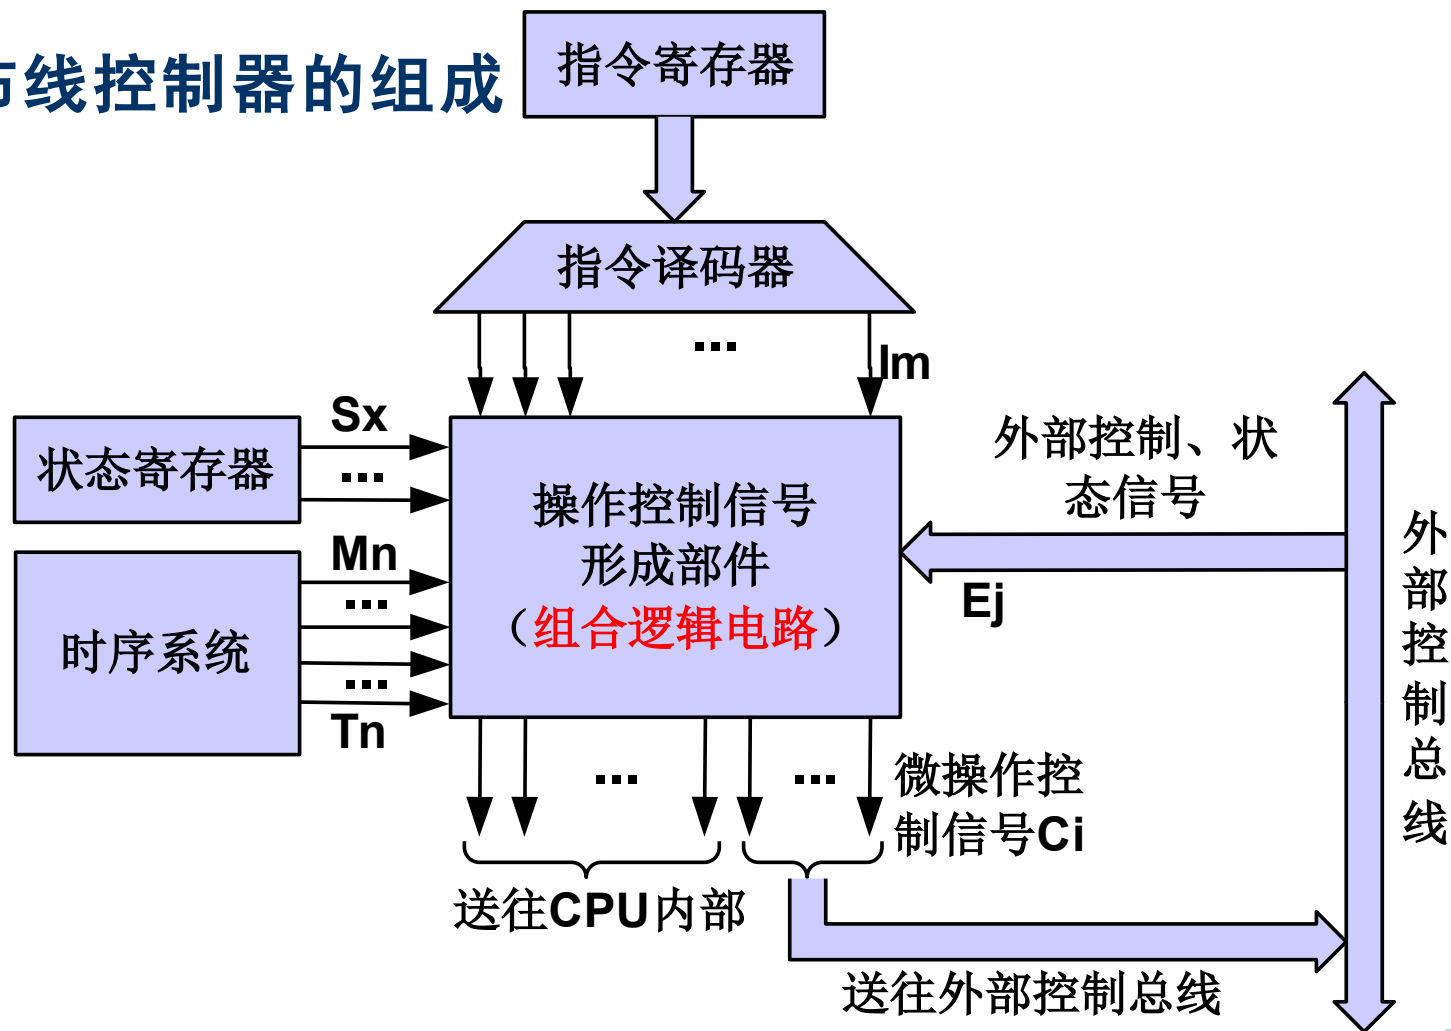 线控制器的组成
指令寄存器
指令译码器
...
Im
Sx
状态寄存器
...
Mn
...
时序系统
...
Tn
操作控制信号
形成部件
（组合逻辑电路）
外部控制、状
态信号
Ej
外部控制总线
...
...
微操作控
制信号Ci
送往CPU内部
送往外部控制总线